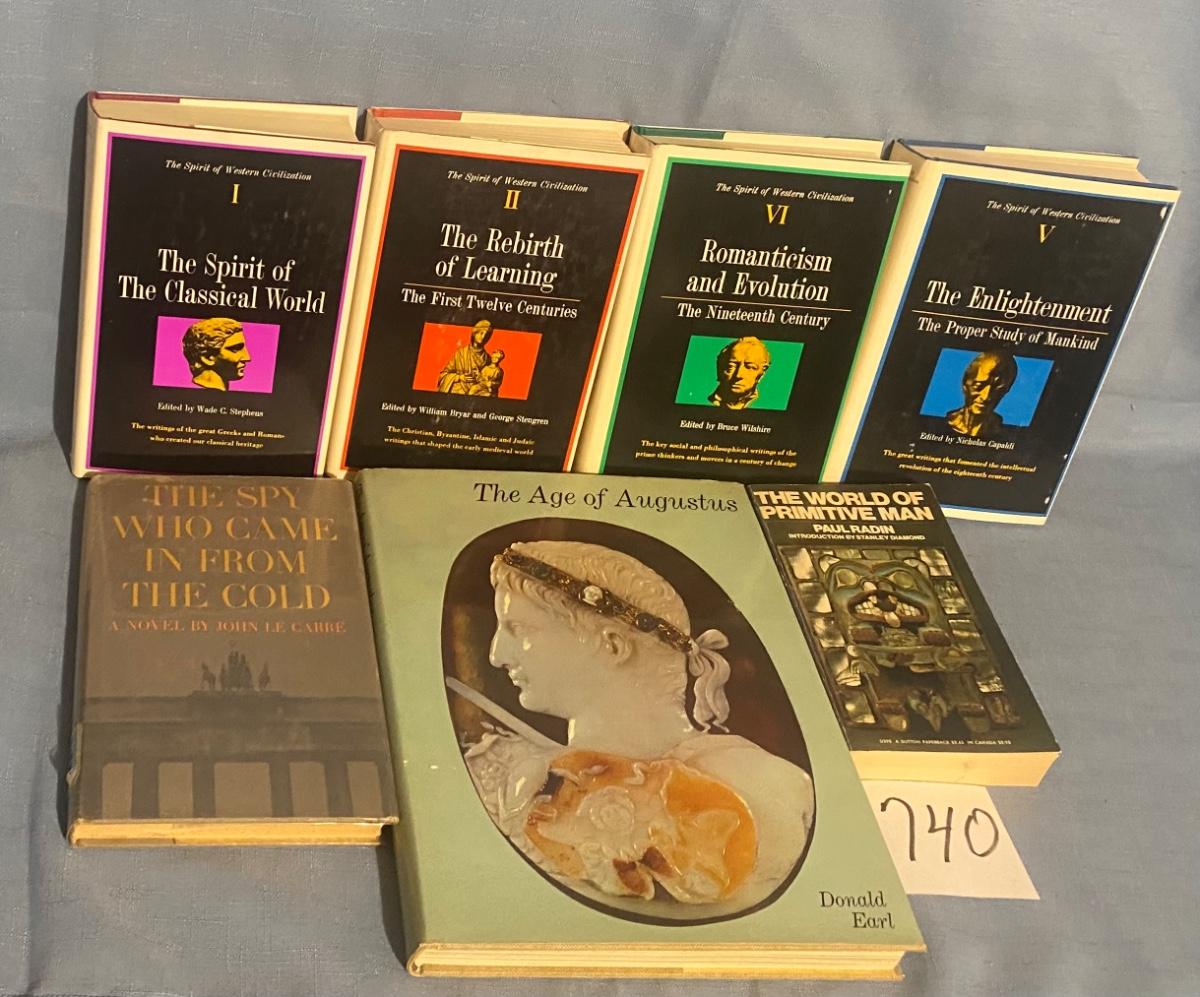 The Spirit of Western Civilization
I
The Spirit of
The Classical World
Edited by Wade C. Stephens
The writings of the great Greeks and Romans
who created our classical heritage
The Spirit of Western Civilization
II
The Rebirth
of Learning
The First Twelve Centuries
Edited by William Bryar and George Stengren
The Christian, Byzantine, Islamic and Judaic
writings that shaped the early medieval world
The Spirit of Western Civilization
VI
Romanticism
and Evolution
The Nineteenth Century
Edited by Bruce Wilshire
The key social and philosophical writings of the
prime thinkers and movers in a century of change
The Spirit of Western Civilization
V
The Enlightenment
The Proper Study of Mankind
Edited by Nicholas Capaldi
The great writings that fomented the intellectual
revolution of the eighteenth century
THE SPY
WHO CAME
IN FROM
THE COLD
A NOVEL BY JOHN LE CARRÉ
The Age of Augustus
Donald
Earl
THE WORLD OF
PRIMITIVE MAN
PAUL RADIN
INTRODUCTION BY STANLEY DIAMOND
A DUTTON PAPERBACK $2.45 IN CANADA
740